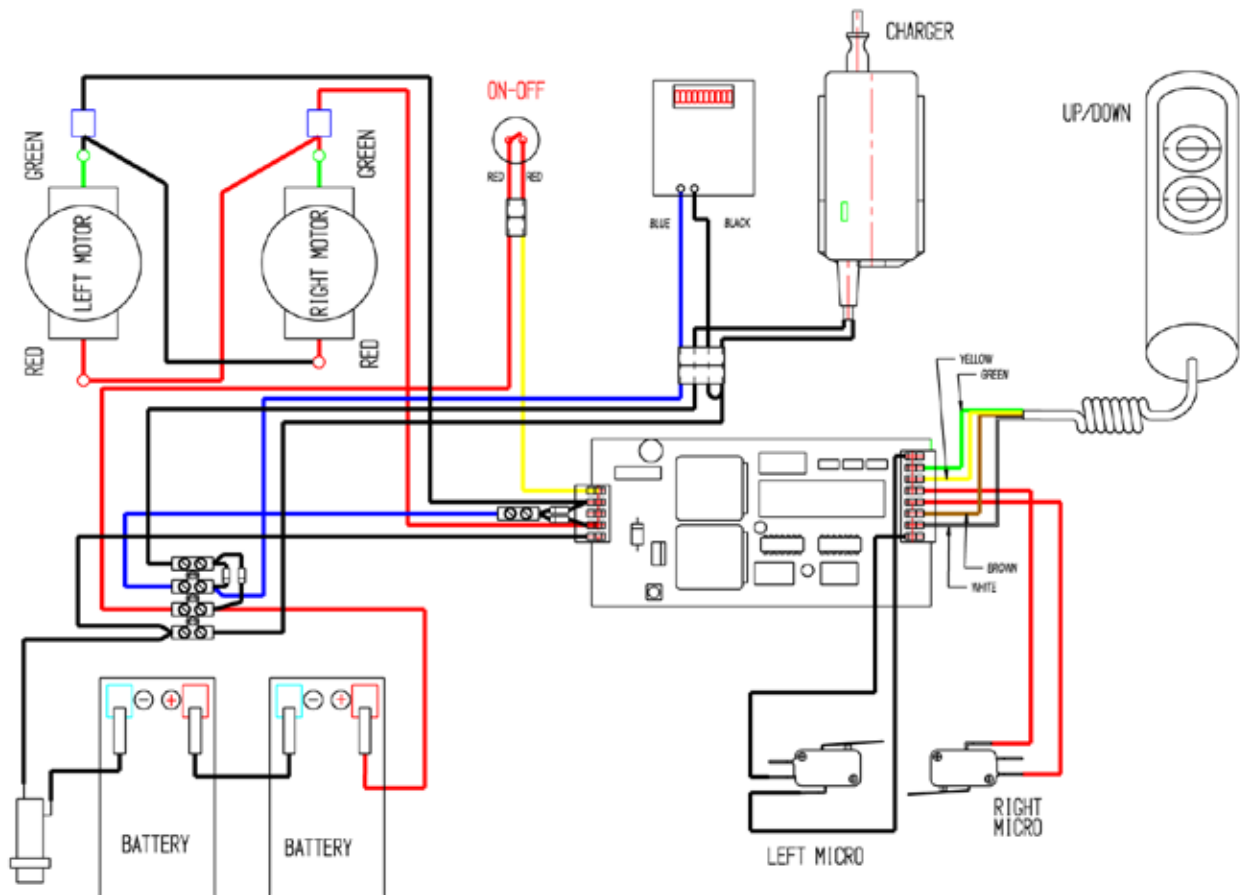 CHARGER
ON-OFF
UP/DOWN
GREEN
GREEN
LEFT MOTOR
RIGHT MOTOR
RED
RED
RED
RED
BLUE
BLACK
YELLOW
GREEN
BROWN
WHITE
BATTERY
BATTERY
LEFT MICRO
RIGHT
MICRO